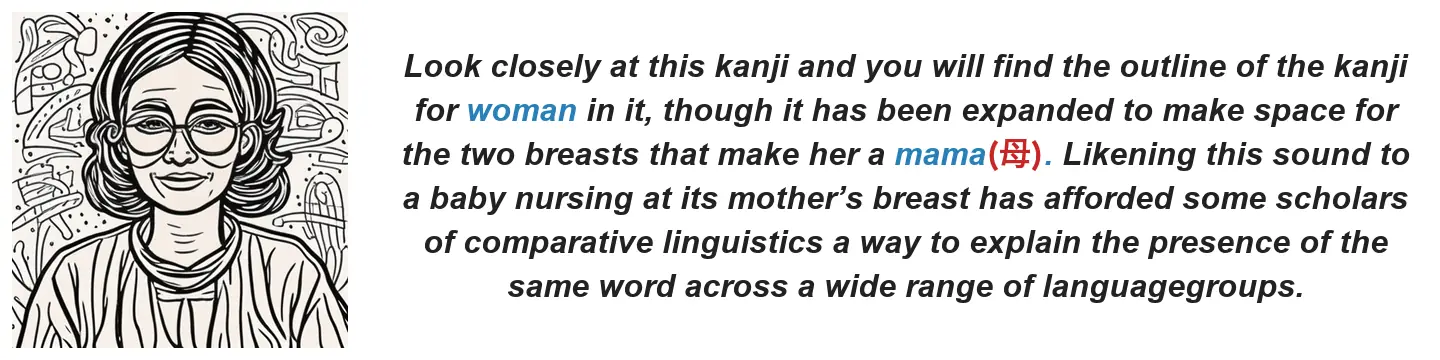 Look closely at this kanji and you will find the outline of the kanji
for woman in it, though it has been expanded to make space for
the two breasts that make her a mama(母). Likening this sound to
a baby nursing at its mother’s breast has afforded some scholars
of comparative linguistics a way to explain the presence of the
same word across a wide range of languagegroups.